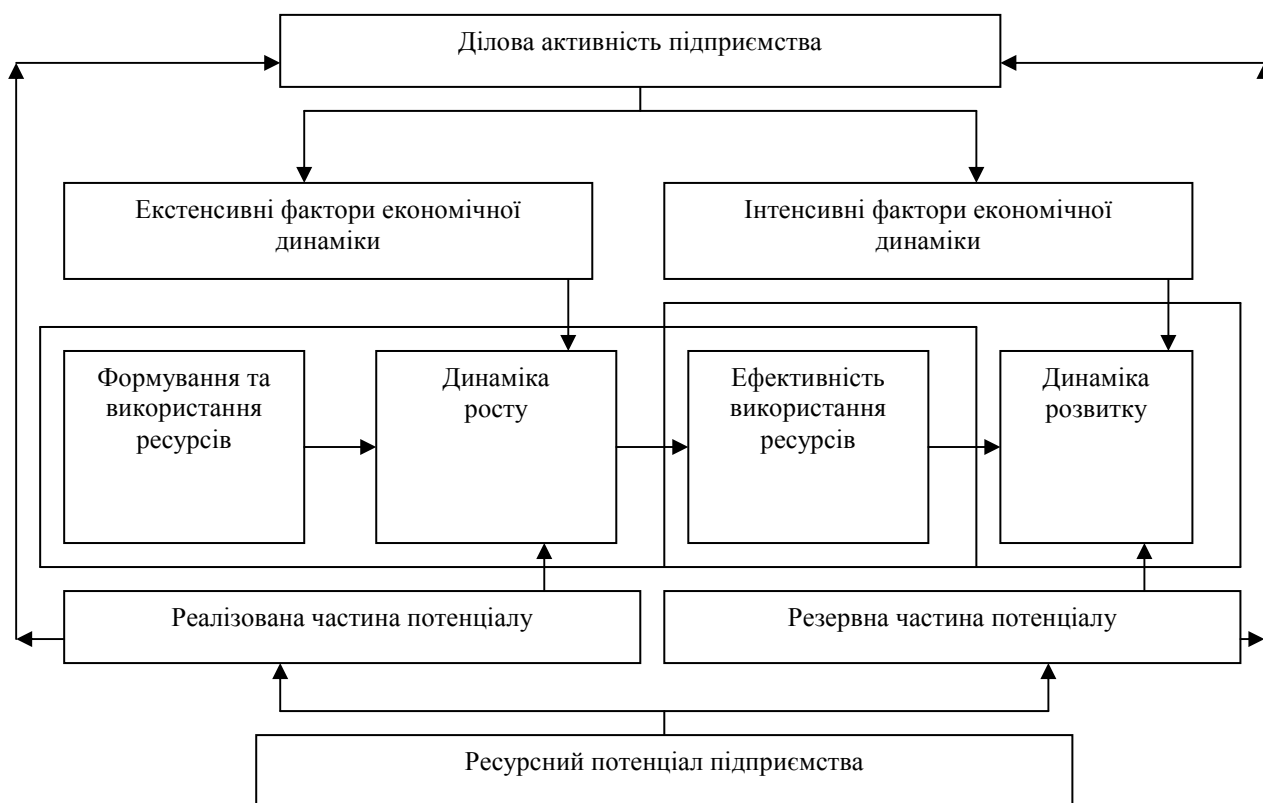 Ділова активність підприємства
Екстенсивні фактори економічної
динаміки
Інтенсивні фактори економічної
динаміки
Формування та
використання
ресурсів
Динаміка
росту
Ефективність
використання
ресурсів
Динаміка
розвитку
Реалізована частина потенціалу
Резервна частина потенціалу
Ресурсний потенціал підприємства